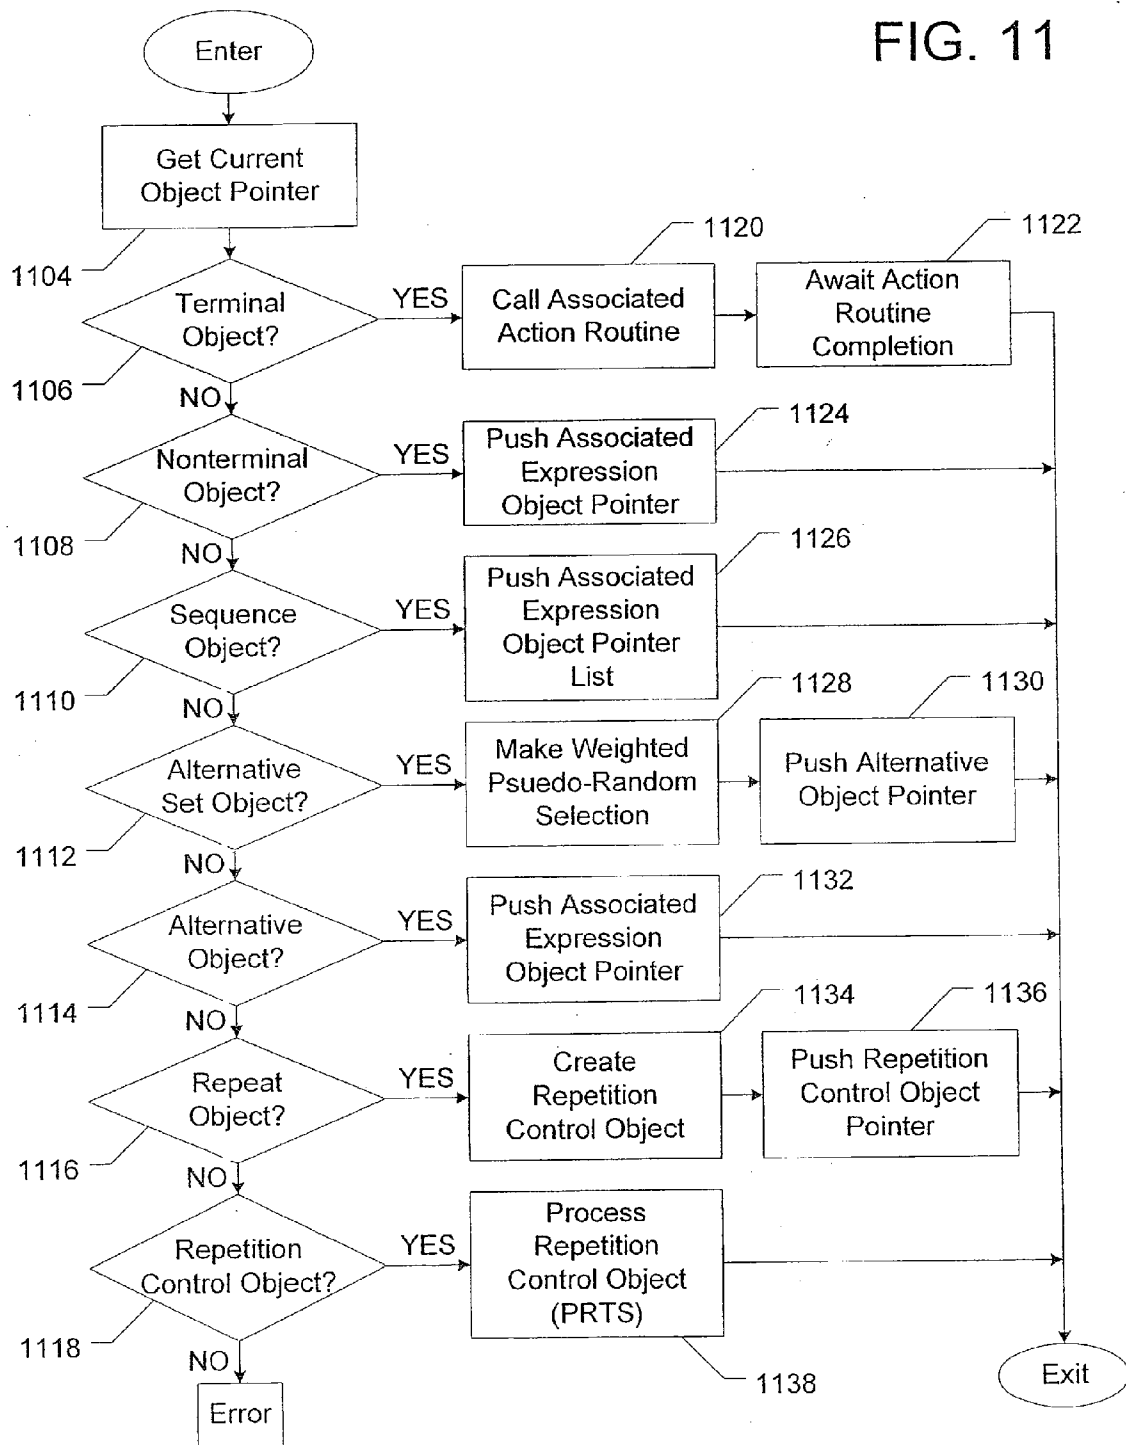 FIG. 11
Enter
Get Current
Object Pointer
1104
Terminal
Object?
1106
YES
Call Associated
Action Routine
1120
Await Action
Routine
Completion
1122
NO
Nonterminal
Object?
1108
YES
Push Associated
Expression
Object Pointer
1124
NO
Sequence
Object?
1110
YES
Push Associated
Expression
Object Pointer
List
1126
NO
Alternative
Set Object?
1112
YES
Make Weighted
Psuedo-Random
Selection
1128
Push Alternative
Object Pointer
1130
NO
Alternative
Object?
1114
YES
Push Associated
Expression
Object Pointer
1132
NO
Repeat
Object?
1116
YES
Create
Repetition
Control Object
1134
Push Repetition
Control Object
Pointer
1136
NO
Repetition
Control Object?
1118
YES
Process
Repetition
Control Object
(PRTS)
1138
NO
Error
Exit